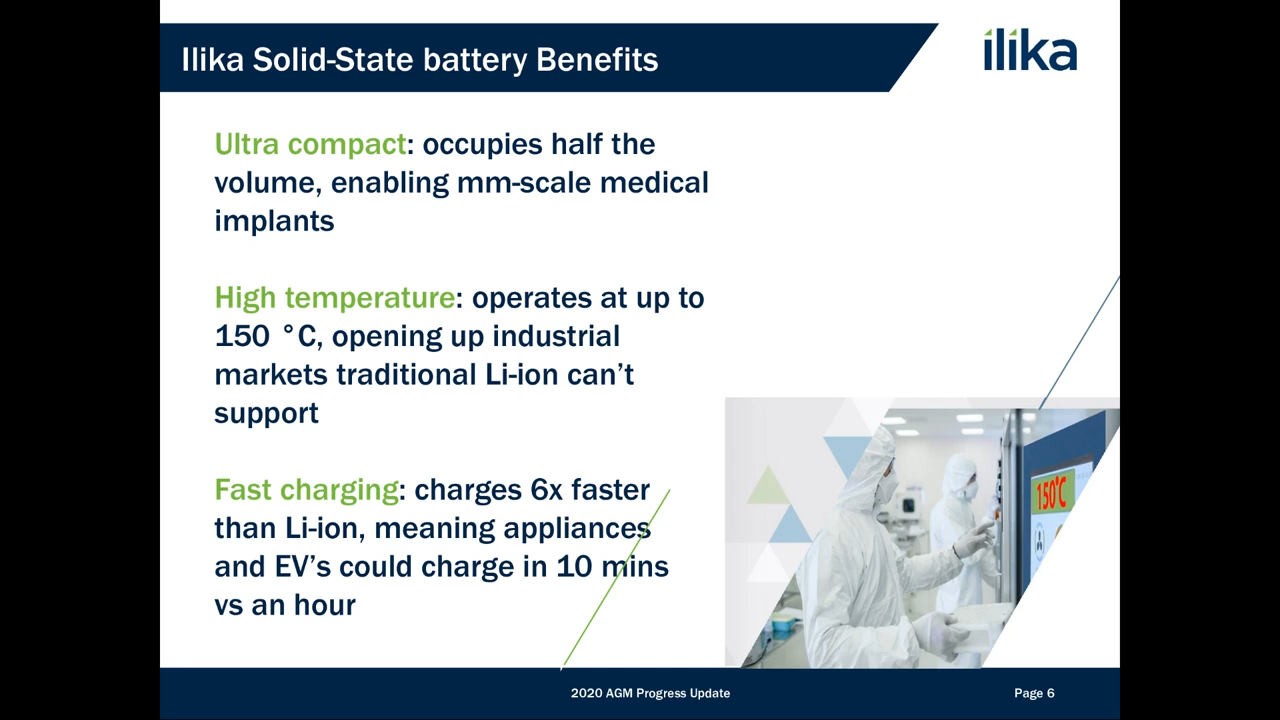 Ilika Solid-State battery Benefits
ilika
Ultra compact: occupies half the
volume, enabling mm-scale medical
implants
High temperature: operates at up to
150 °C, opening up industrial
markets traditional Li-ion can’t
support
Fast charging: charges 6x faster
than Li-ion, meaning appliances
and EV’s could charge in 10 mins
vs an hour
150°C
2020 AGM Progress Update
Page 6